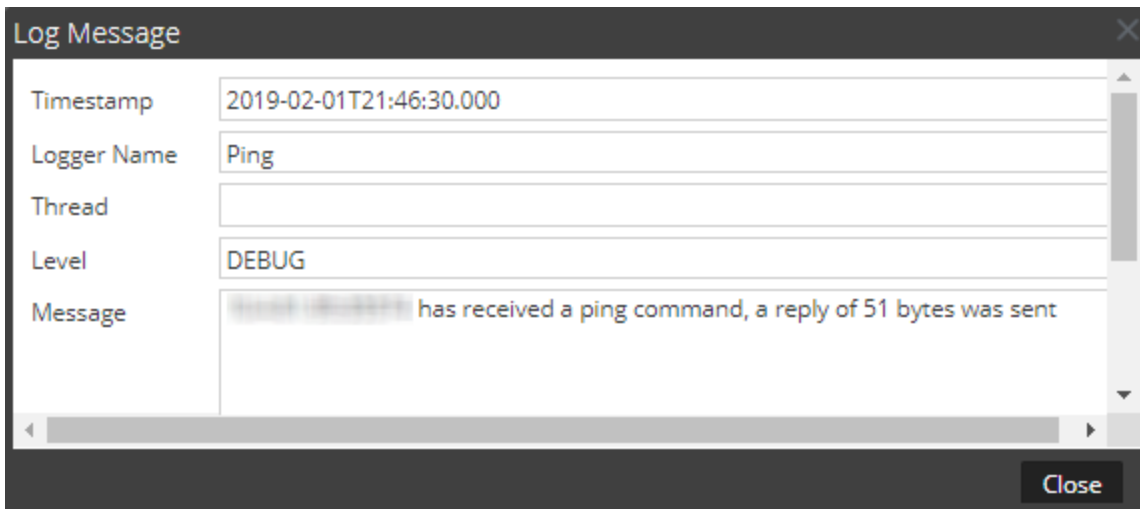 Log Message
Timestamp
2019-02-01T21:46:30.000
Logger Name
Ping
Thread
Level
DEBUG
Message
has received a ping command, a reply of 51 bytes was sent
Close